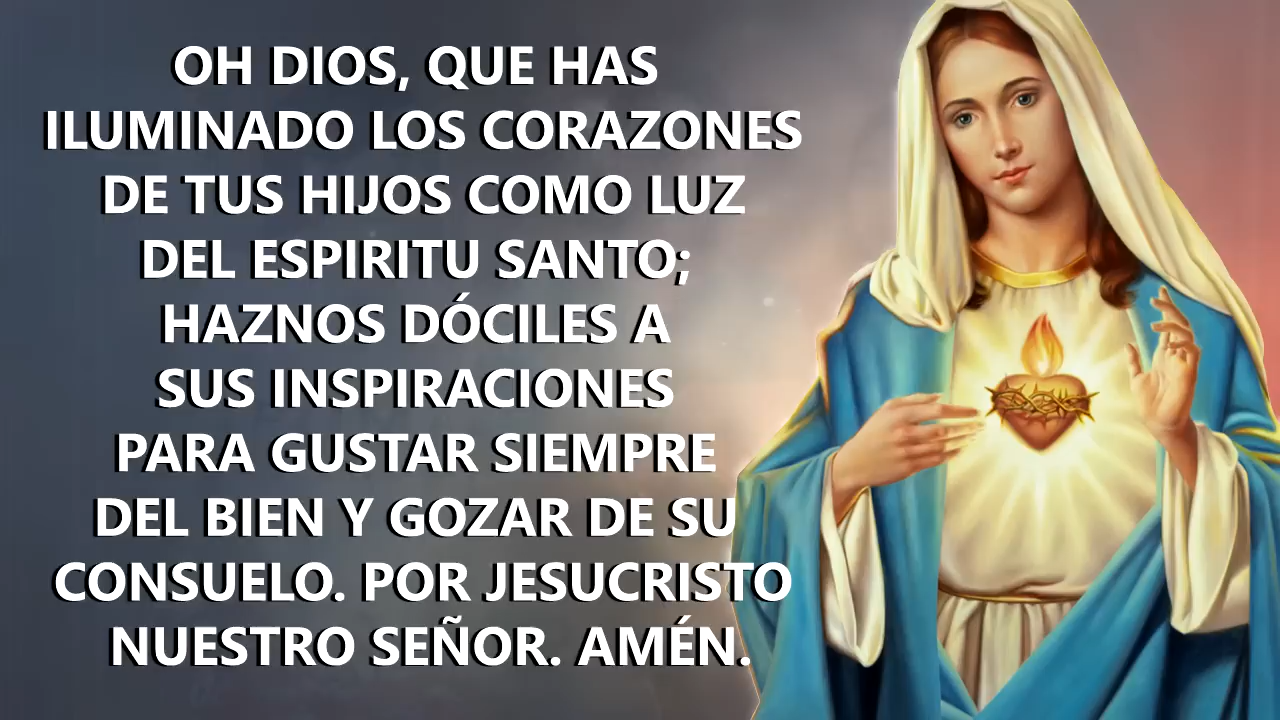 OH DIOS, QUE HAS
ILUMINADO LOS CORAZONES
DE TUS HIJOS COMO LUZ
DEL ESPIRITU SANTO;
HAZNOS DÓCILES A
SUS INSPIRACIONES
PARA GUSTAR SIEMPRE
DEL BIEN Y GOZAR DE SU
CONSUELO. POR JESUCRISTO
NUESTRO SEÑOR. AMÉN.